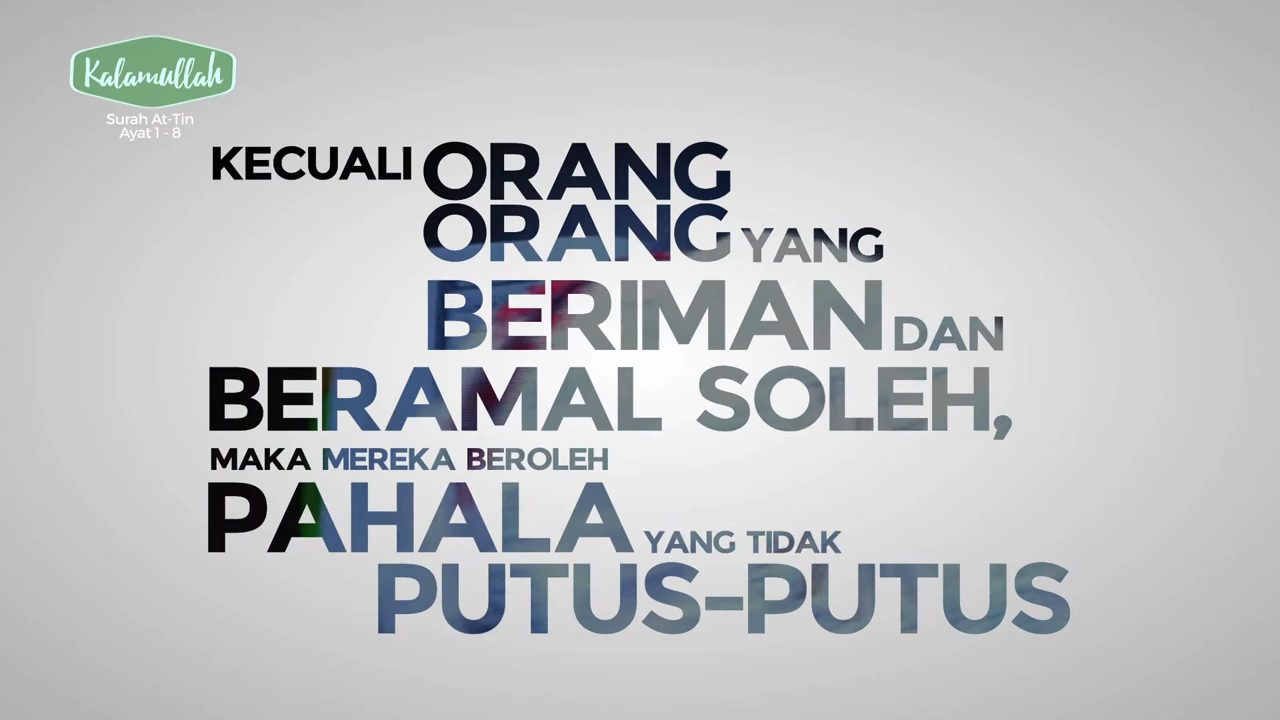 Kalamullah
Surah At-Tin
Ayat 1 - 8
KECUALI ORANG
ORANG YANG
BERIMAN DAN
BERAMAL SOLEH,
MAKA MEREKA BEROLEH
PAHALA YANG TIDAK
PUTUS-PUTUS